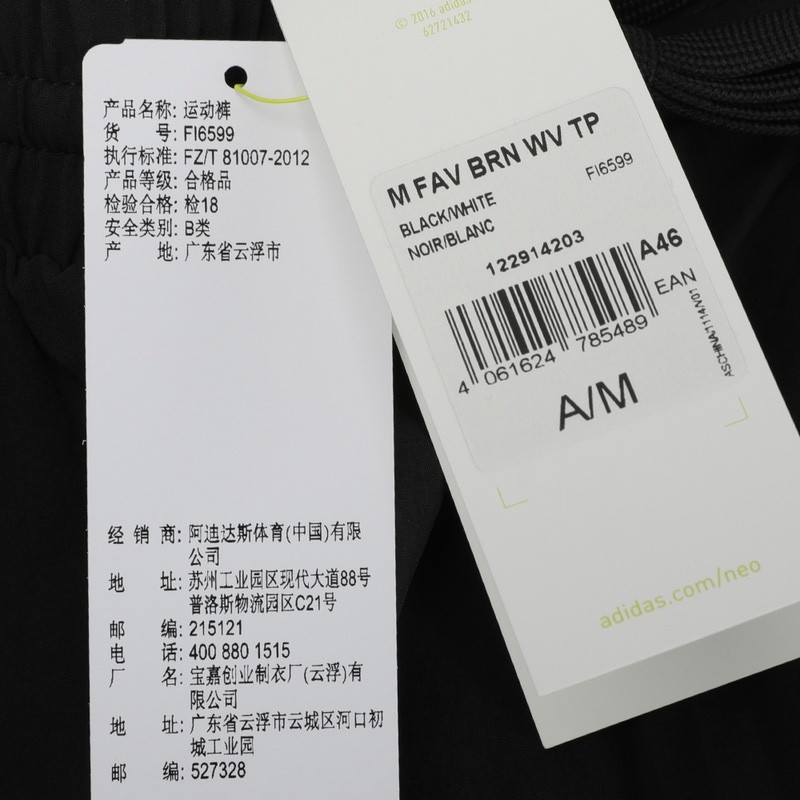 产品名称: 运动裤
货 号: FI6599
执行标准: FZ/T 81007-2012
产品等级: 合格品
检验合格: 检18
安全类别: B类
产 地: 广东省云浮市
经 销 商: 阿迪达斯体育(中国)有限
公司
地 址: 苏州工业园区现代大道88号
普洛斯物流园区C21号
邮 编: 215121
电 话: 400 880 1515
厂 名: 宝嘉创业制衣厂(云浮)有
限公司
地 址: 广东省云浮市云城区河口初
城工业园
邮 编: 527328
© 2016 adidas
62721432
M FAV BRN WV TP
FI6599
BLACK/WHITE
NOIR/BLANC
122914203
A46
EAN
4 061624 785489
A/M
adidas.com/neo